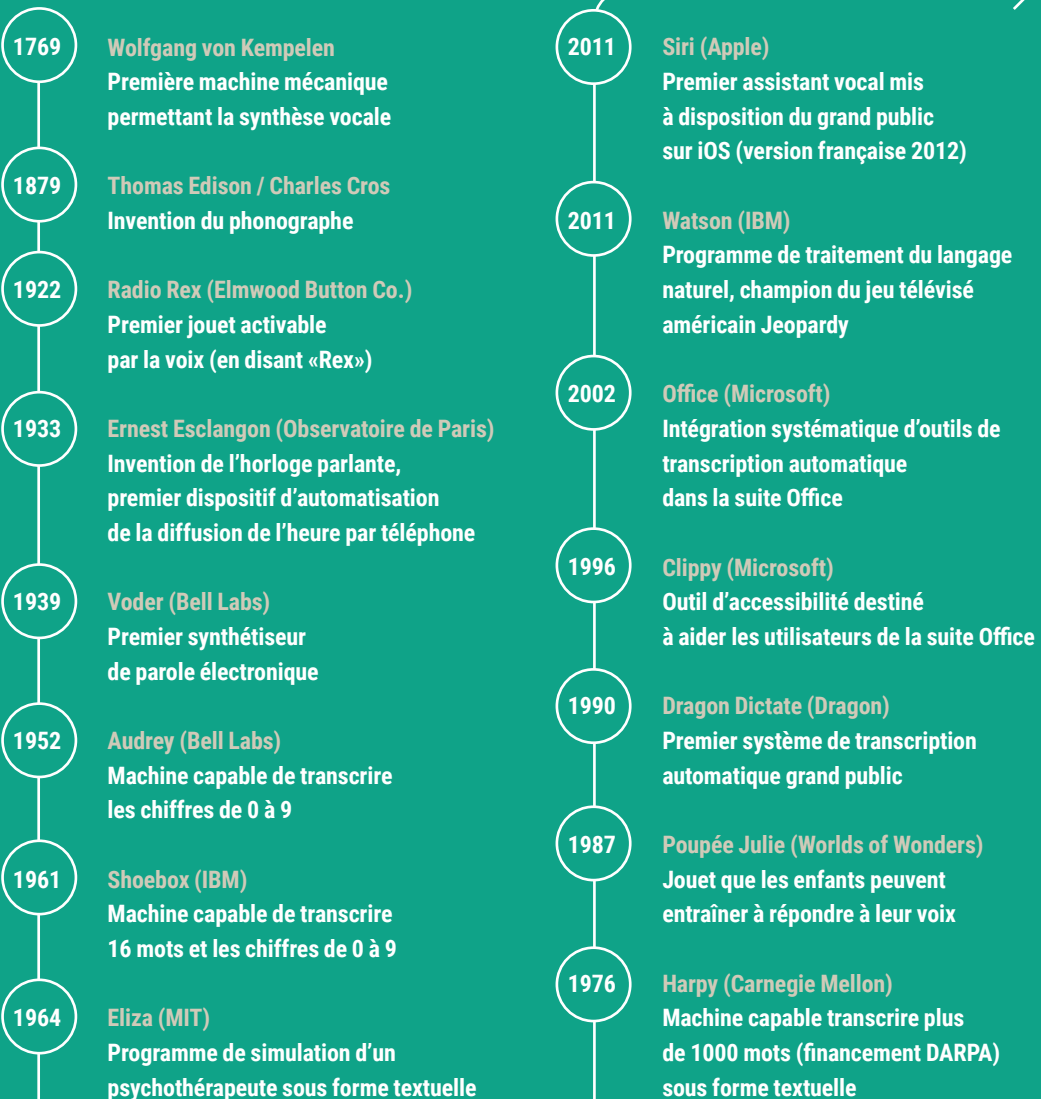 1769
Wolfgang von Kempelen
Première machine mécanique
permettant la synthèse vocale
1879
Thomas Edison / Charles Cros
Invention du phonographe
1922
Radio Rex (Elmwood Button Co.)
Premier jouet activable
par la voix (en disant «Rex»)
1933
Ernest Esclangon (Observatoire de Paris)
Invention de l'horloge parlante,
premier dispositif d'automatisation
de la diffusion de l'heure par téléphone
1939
Voder (Bell Labs)
Premier synthétiseur
de parole électronique
1952
Audrey (Bell Labs)
Machine capable de transcrire
les chiffres de 0 à 9
1961
Shoebox (IBM)
Machine capable de transcrire
16 mots et les chiffres de 0 à 9
1964
Eliza (MIT)
Programme de simulation d'un
psychothérapeute sous forme textuelle
2011
Siri (Apple)
Premier assistant vocal mis
à disposition du grand public
sur iOS (version française 2012)
2011
Watson (IBM)
Programme de traitement du langage
naturel, champion du jeu télévisé
américain Jeopardy
2002
Office (Microsoft)
Intégration systématique d'outils de
transcription automatique
dans la suite Office
1996
Clippy (Microsoft)
Outil d'accessibilité destiné
à aider les utilisateurs de la suite Office
1990
Dragon Dictate (Dragon)
Premier système de transcription
automatique grand public
1987
Poupée Julie (Worlds of Wonders)
Jouet que les enfants peuvent
entraîner à répondre à leur voix
1976
Harpy (Carnegie Mellon)
Machine capable transcrire plus
de 1000 mots (financement DARPA)
sous forme textuelle